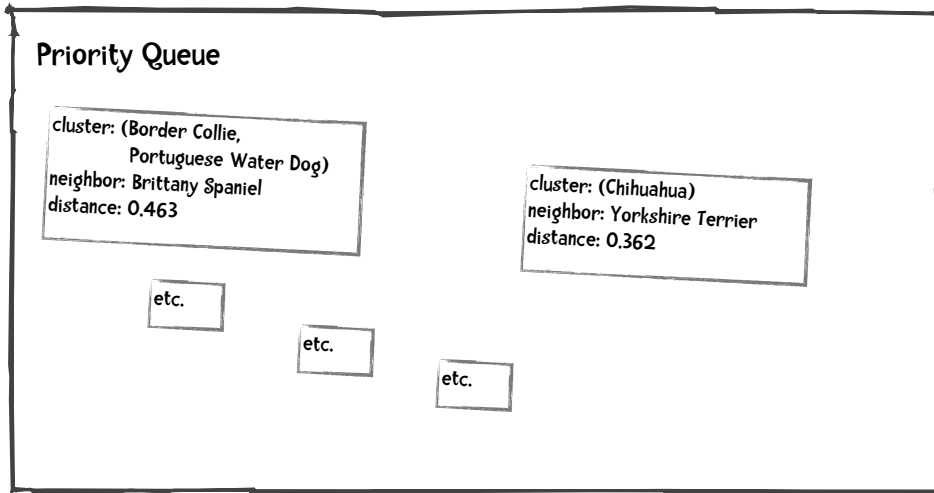 Priority Queue
cluster: (Border Collie,
Portuguese Water Dog)
neighbor: Brittany Spaniel
distance: 0.463
cluster: (Chihuahua)
neighbor: Yorkshire Terrier
distance: 0.362
etc.
etc.
etc.